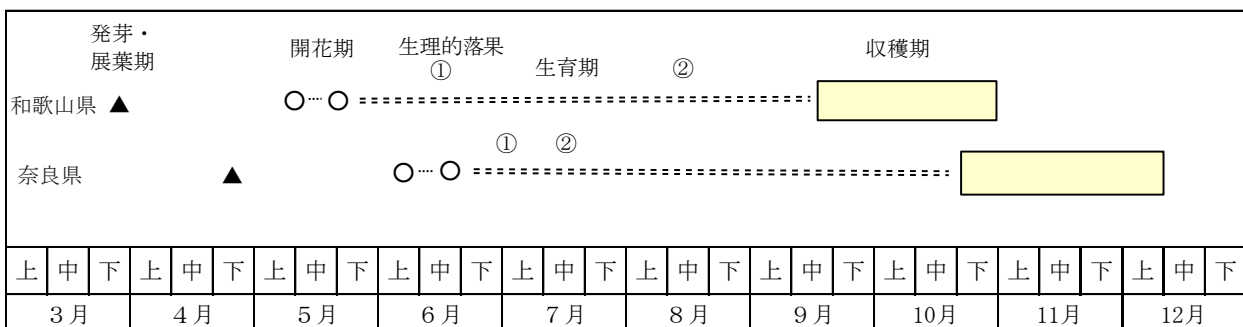 発芽・
展葉期
開花期
生理的落果
生育期
収穫期
① ②
和歌山県 ▲
① ②
奈良県 ▲
上 中 下 上 中 下 上 中 下 上 中 下 上 中 下 上 中 下 上 中 下 上 中 下 上 中 下 上 中 下
3月 4月 5月 6月 7月 8月 9月 10月 11月 12月